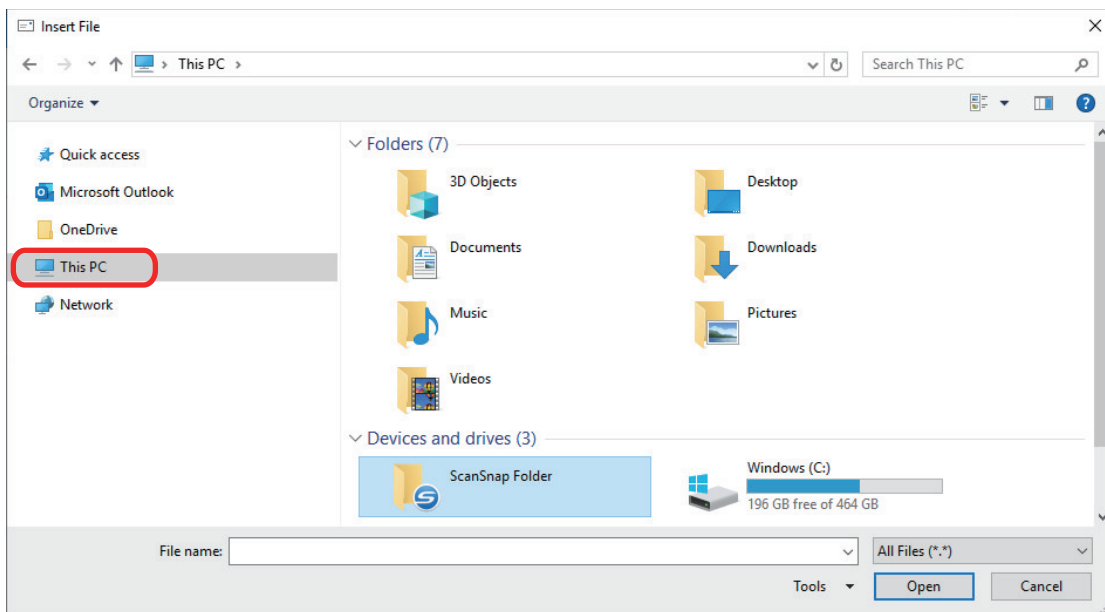 Insert File
This PC
Search This PC
Organize
Quick access
Microsoft Outlook
OneDrive
This PC
Network
Folders (7)
3D Objects
Desktop
Documents
Downloads
Music
Pictures
Videos
Devices and drives (3)
ScanSnap Folder
Windows (C:)
196 GB free of 464 GB
File name:
All Files (*.*)
Tools
Open
Cancel